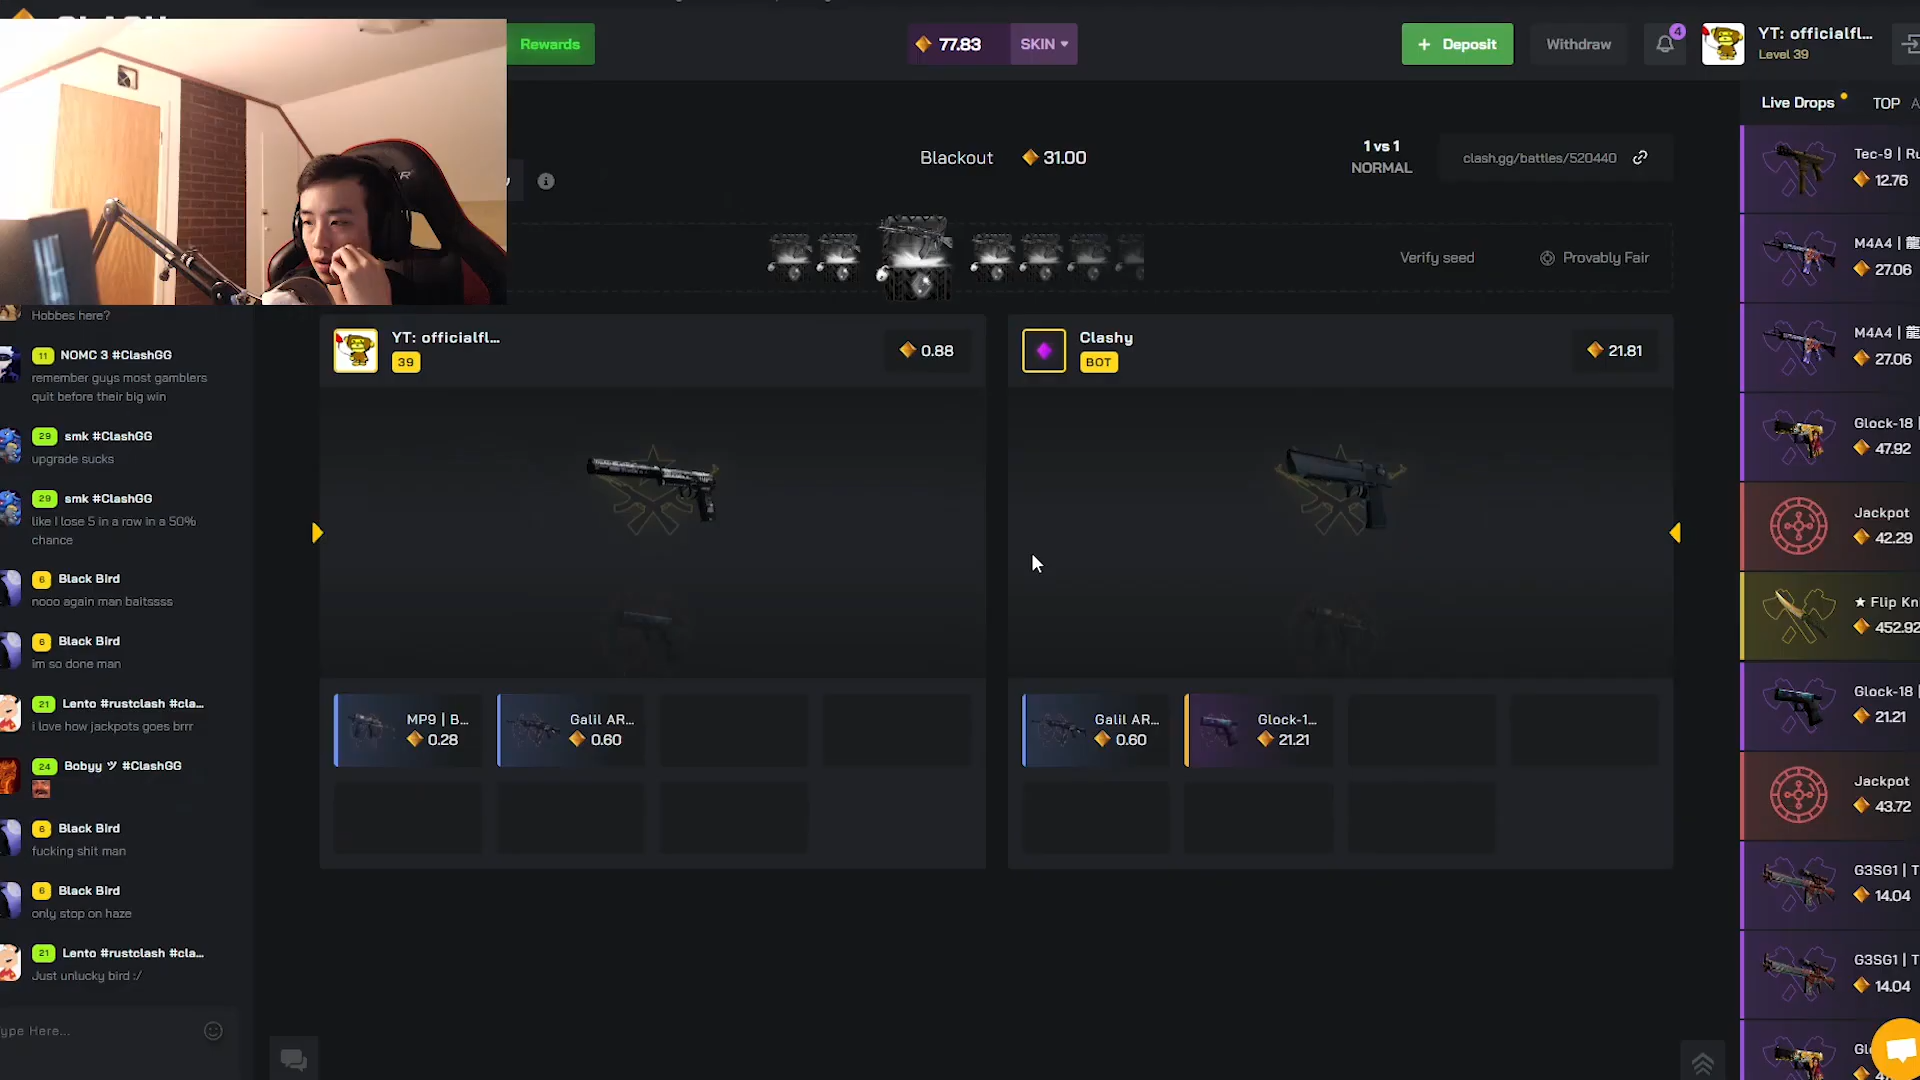 Rewards
77.83
SKIN
+ Deposit
Withdraw
4
YT: officialfl...
Level 39
Blackout
31.00
1 vs 1
NORMAL
clash.gg/battles/520440
Verify seed
Provably Fair
Hobbes here?
11 NOMC 3 #ClashGG
remember guys most gamblers
quit before their big win
29 smk #ClashGG
upgrade sucks
29 smk #ClashGG
like I lose 5 in a row in a 50%
chance
6 Black Bird
nooo again man baitssss
6 Black Bird
im so done man
21 Lento #rustclash #cla...
i love how jackpots goes brrr
24 Bobyy ツ #ClashGG
6 Black Bird
fucking shit man
6 Black Bird
only stop on haze
21 Lento #rustclash #cla...
Just unlucky bird :/
Type Here...
YT: officialfl...
39
0.88
MP9 | B...
0.28
Galil AR...
0.60
Clashy
BOT
21.81
Galil AR...
0.60
Glock-1...
21.21
Live Drops
TOP
Tec-9 | Ru
12.76
M4A4 | 龍
27.06
M4A4 | 龍
27.06
Glock-18 |
47.92
Jackpot
42.29
★ Flip Kn
452.92
Glock-18 |
21.21
Jackpot
43.72
G3SG1 | T
14.04
G3SG1 | T
14.04